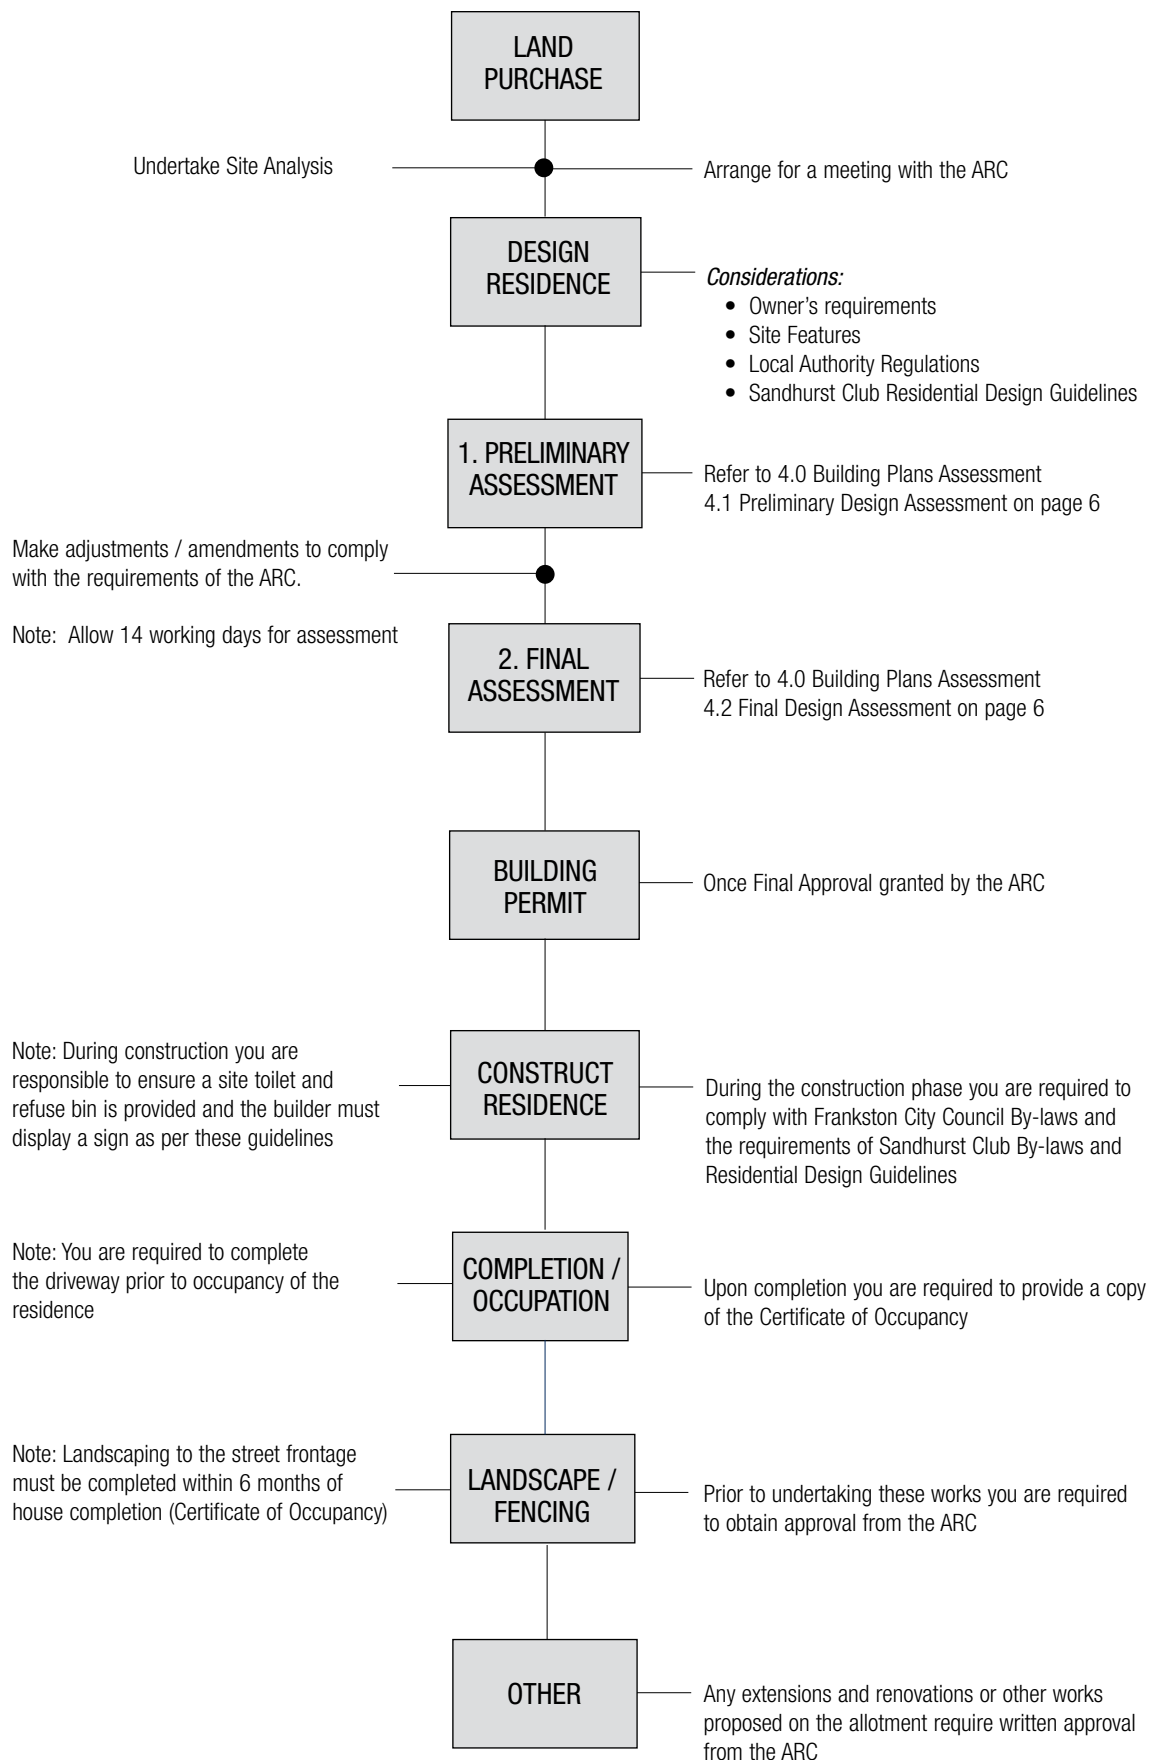 LAND
PURCHASE
Undertake Site Analysis
Arrange for a meeting with the ARC
DESIGN
RESIDENCE
Considerations:
• Owner's requirements
• Site Features
• Local Authority Regulations
• Sandhurst Club Residential Design Guidelines
1. PRELIMINARY
ASSESSMENT
Refer to 4.0 Building Plans Assessment
4.1 Preliminary Design Assessment on page 6
Make adjustments / amendments to comply
with the requirements of the ARC.
Note: Allow 14 working days for assessment
2. FINAL
ASSESSMENT
Refer to 4.0 Building Plans Assessment
4.2 Final Design Assessment on page 6
BUILDING
PERMIT
Once Final Approval granted by the ARC
Note: During construction you are
responsible to ensure a site toilet and
refuse bin is provided and the builder must
display a sign as per these guidelines
CONSTRUCT
RESIDENCE
During the construction phase you are required to
comply with Frankston City Council By-laws and
the requirements of Sandhurst Club By-laws and
Residential Design Guidelines
Note: You are required to complete
the driveway prior to occupancy of the
residence
COMPLETION /
OCCUPATION
Upon completion you are required to provide a copy
of the Certificate of Occupancy
Note: Landscaping to the street frontage
must be completed within 6 months of
house completion (Certificate of Occupancy)
LANDSCAPE /
FENCING
Prior to undertaking these works you are required
to obtain approval from the ARC
OTHER
Any extensions and renovations or other works
proposed on the allotment require written approval
from the ARC